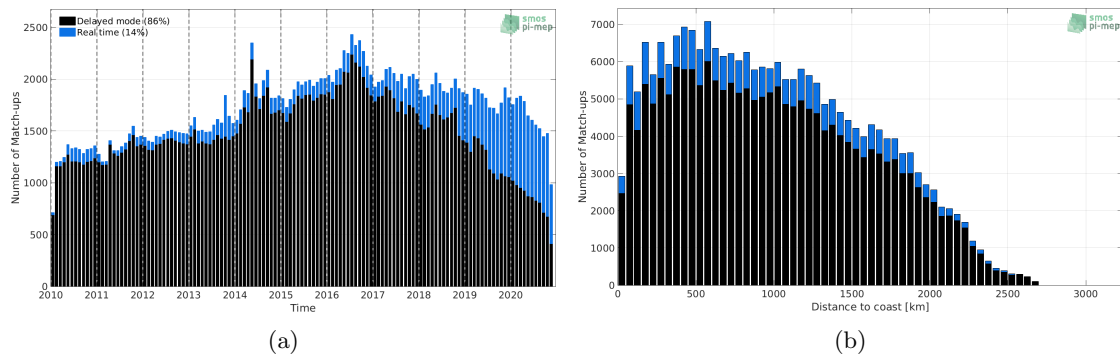 Delayed mode (86%)
Real time (14%)
smos
pi-mep
Number of Match-ups
2500
2000
1500
1000
500
0
2010 2011 2012 2013 2014 2015 2016 2017 2018 2019 2020
Time
(a)
smos
pi-mep
Number of Match-ups
7000
6000
5000
4000
3000
2000
1000
0
0 500 1000 1500 2000 2500 3000
Distance to coast [km]
(b)